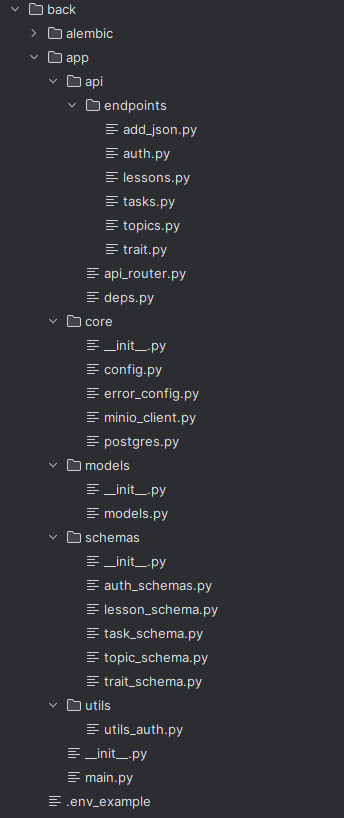 back
alembic
app
api
endpoints
add_json.py
auth.py
lessons.py
tasks.py
topics.py
trait.py
api_router.py
deps.py
core
__init__.py
config.py
error_config.py
minio_client.py
postgres.py
models
__init__.py
models.py
schemas
__init__.py
auth_schemas.py
lesson_schema.py
task_schema.py
topic_schema.py
trait_schema.py
utils
utils_auth.py
__init__.py
main.py
.env_example